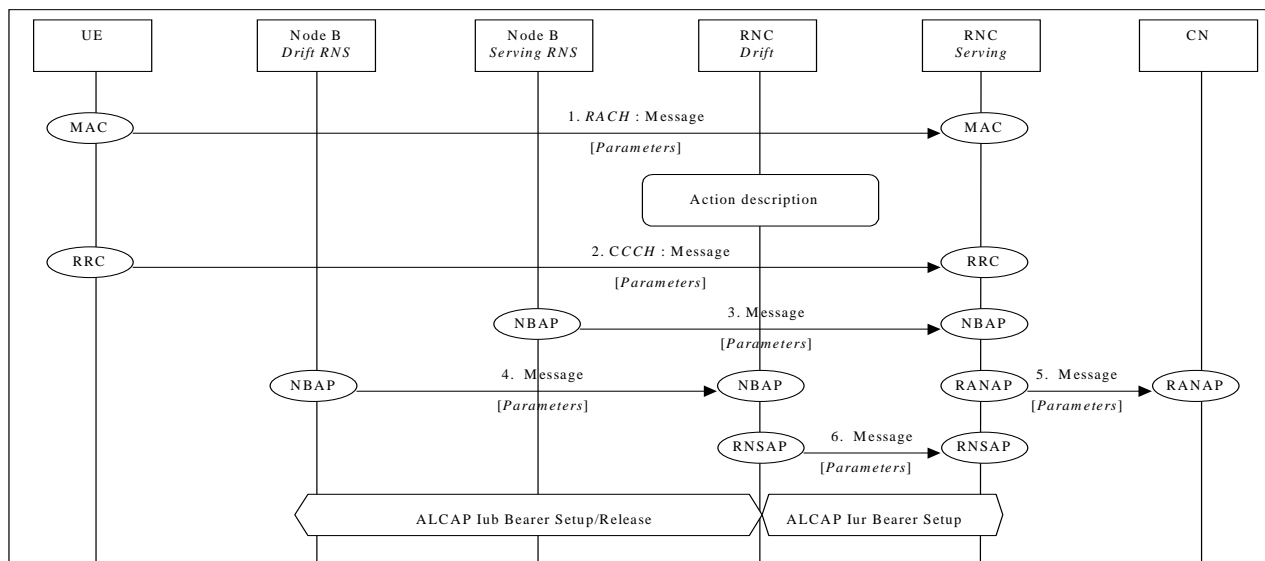 UE
Node B
Drift RNS
Node B
Serving RNS
RNC
Drift
RNC
Serving
CN
MAC
1. RACH : Message
[Parameters]
MAC
Action description
RRC
2. CCCH : Message
[Parameters]
RRC
NBAP
3. Message
[Parameters]
NBAP
NBAP
4. Message
[Parameters]
NBAP
RANAP
5. Message
[Parameters]
RANAP
RNSAP
6. Message
[Parameters]
RNSAP
ALCAP Iub Bearer Setup/Release
ALCAP Iur Bearer Setup